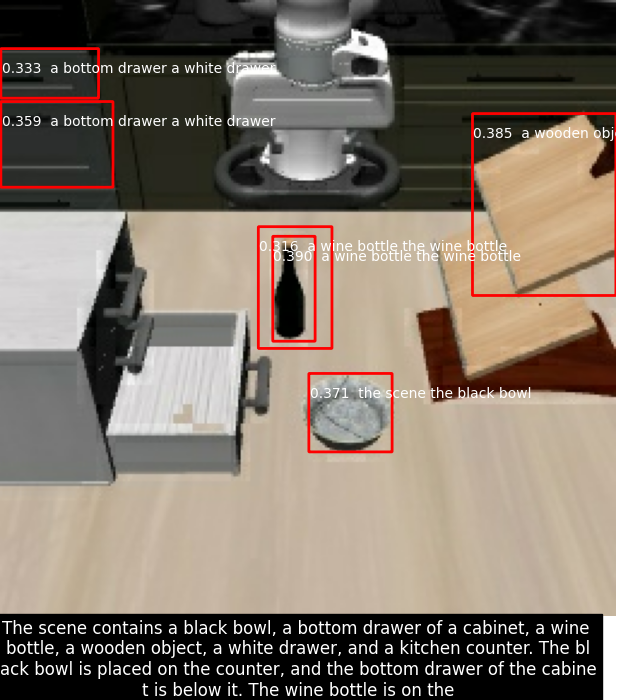 0.333  a bottom drawer a white drawer
0.359  a bottom drawer a white drawer
0.385  a wooden obj
0.316  a wine bottle the wine bottle
0.390  a wine bottle the wine bottle
0.371  the scene the black bowl
The scene contains a black bowl, a bottom drawer of a cabinet, a wine
bottle, a wooden object, a white drawer, and a kitchen counter. The bl
ack bowl is placed on the counter, and the bottom drawer of the cabine
t is below it. The wine bottle is on the